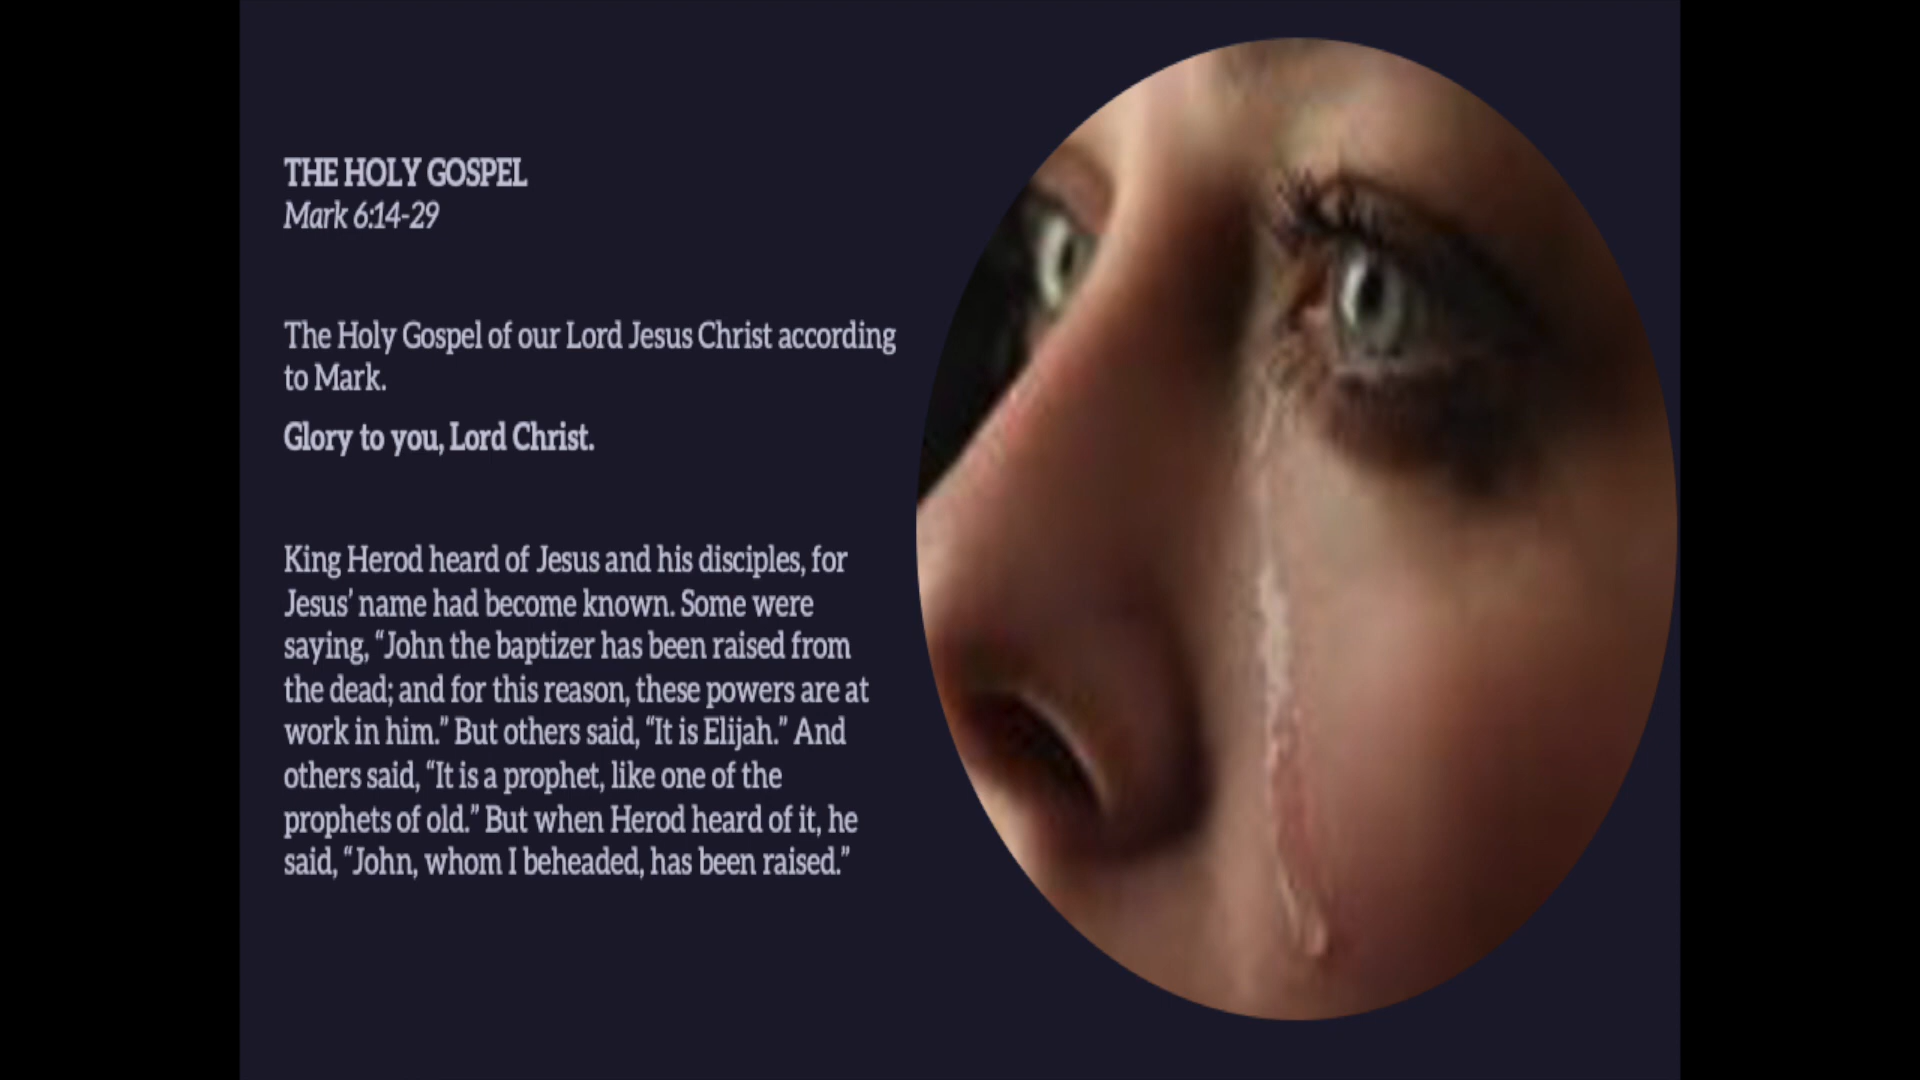 THE HOLY GOSPEL
Mark 6:14-29
The Holy Gospel of our Lord Jesus Christ according
to Mark.
Glory to you, Lord Christ.
King Herod heard of Jesus and his disciples, for
Jesus’ name had become known. Some were
saying, “John the baptizer has been raised from
the dead; and for this reason, these powers are at
work in him.” But others said, “It is Elijah.” And
others said, “It is a prophet, like one of the
prophets of old.” But when Herod heard of it, he
said, “John, whom I beheaded, has been raised.”